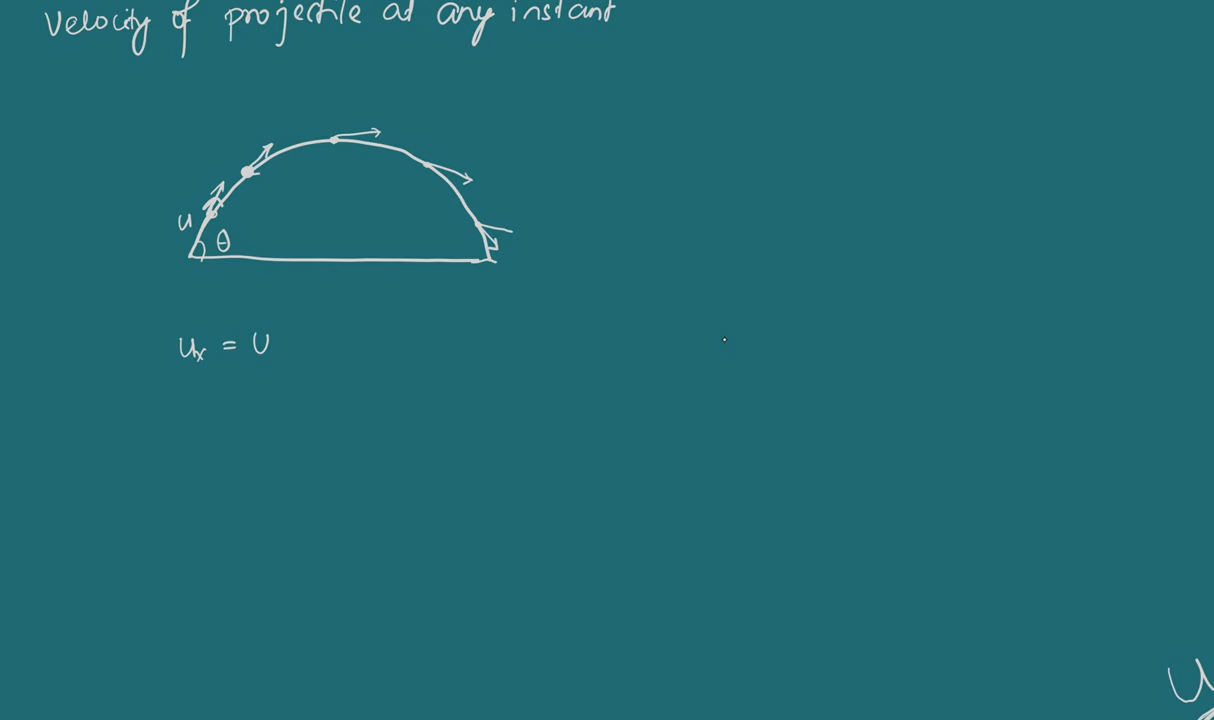 Velocity of projectile at any instant
u
θ
uₓ = U
U